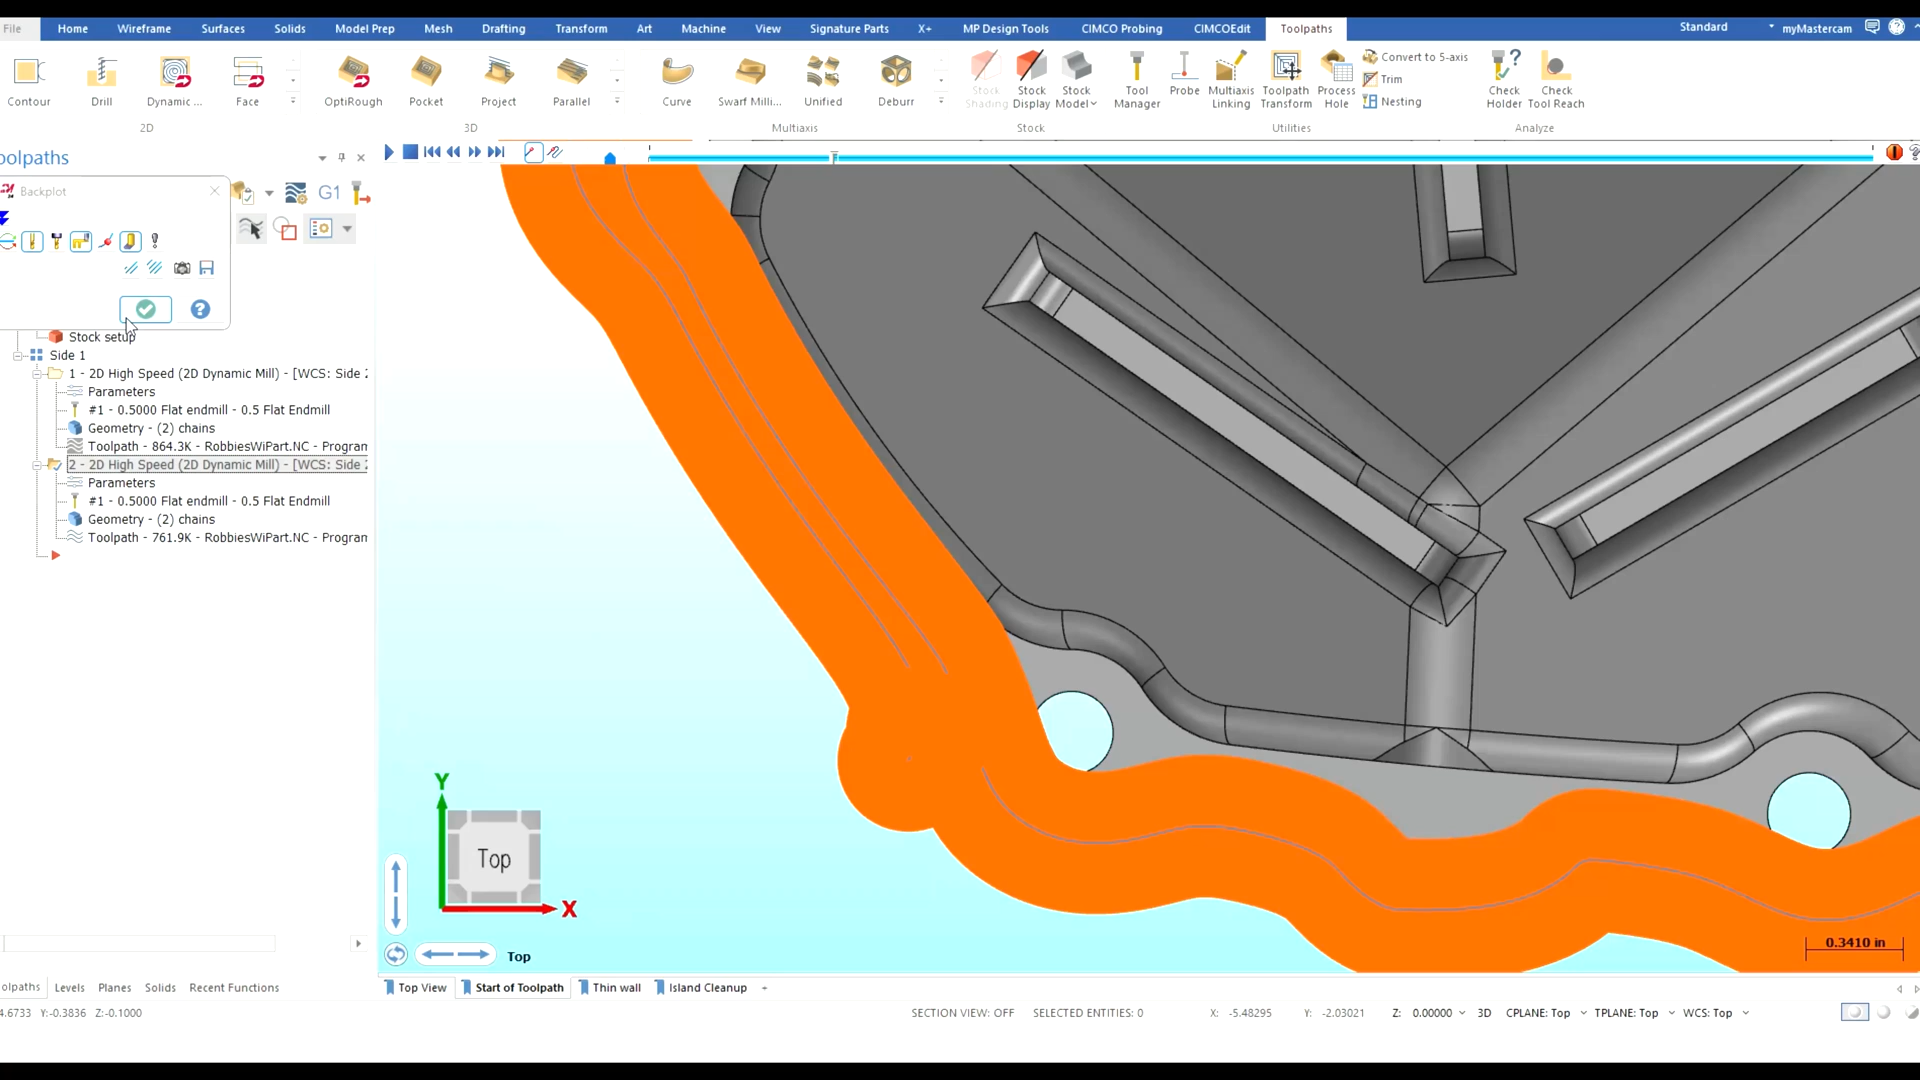 File Home Wireframe Surfaces Solids Model Prep Mesh Drafting Transform Art Machine View Signature Parts X+ MP Design Tools CIMCO Probing CIMCOEdit Toolpaths Standard myMastercam
Contour Drill Dynamic ... Face OptiRough Pocket Project Parallel Curve Swarf Milli... Unified Deburr Stock Shading Stock Display Stock Model Tool Manager Probe Multiaxis Linking Toolpath Transform Process Hole Convert to 5-axis Trim Nesting Check Holder Check Tool Reach
2D 3D Multiaxis Stock Utilities Analyze
oolpaths
Backplot
G1
Stock setup
Side 1
1 - 2D High Speed (2D Dynamic Mill) - [WCS: Side 2
Parameters
#1 - 0.5000 Flat endmill - 0.5 Flat Endmill
Geometry - (2) chains
Toolpath - 864.3K - RobbiesWiPart.NC - Program
2 - 2D High Speed (2D Dynamic Mill) - [WCS: Side 2
Parameters
#1 - 0.5000 Flat endmill - 0.5 Flat Endmill
Geometry - (2) chains
Toolpath - 761.9K - RobbiesWiPart.NC - Program
Y
Top
X
Top
0.3410 in
olpaths Levels Planes Solids Recent Functions
Top View Start of Toolpath Thin wall Island Cleanup
4.6733 Y:-0.3836 Z:-0.1000
SECTION VIEW: OFF SELECTED ENTITIES: 0 X: -5.48295 Y: -2.03021 Z: 0.00000 3D CPLANE: Top TPLANE: Top WCS: Top